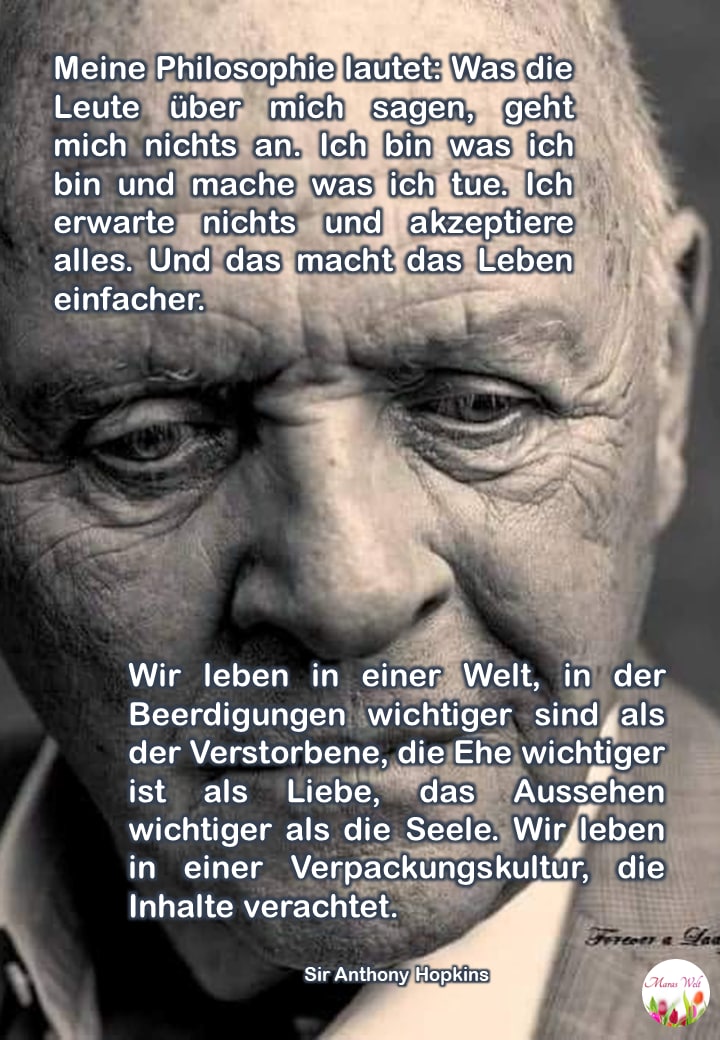 Meine Philosophie lautet: Was die
Leute über mich sagen, geht
mich nichts an. Ich bin was ich
bin und mache was ich tue. Ich
erwarte nichts und akzeptiere
alles. Und das macht das Leben
einfacher.
Wir leben in einer Welt, in der
Beerdigungen wichtiger sind als
der Verstorbene, die Ehe wichtiger
ist als Liebe, das Aussehen
wichtiger als die Seele. Wir leben
in einer Verpackungskultur, die
Inhalte verachtet.
Forever a
Sir Anthony Hopkins
Maras Welt